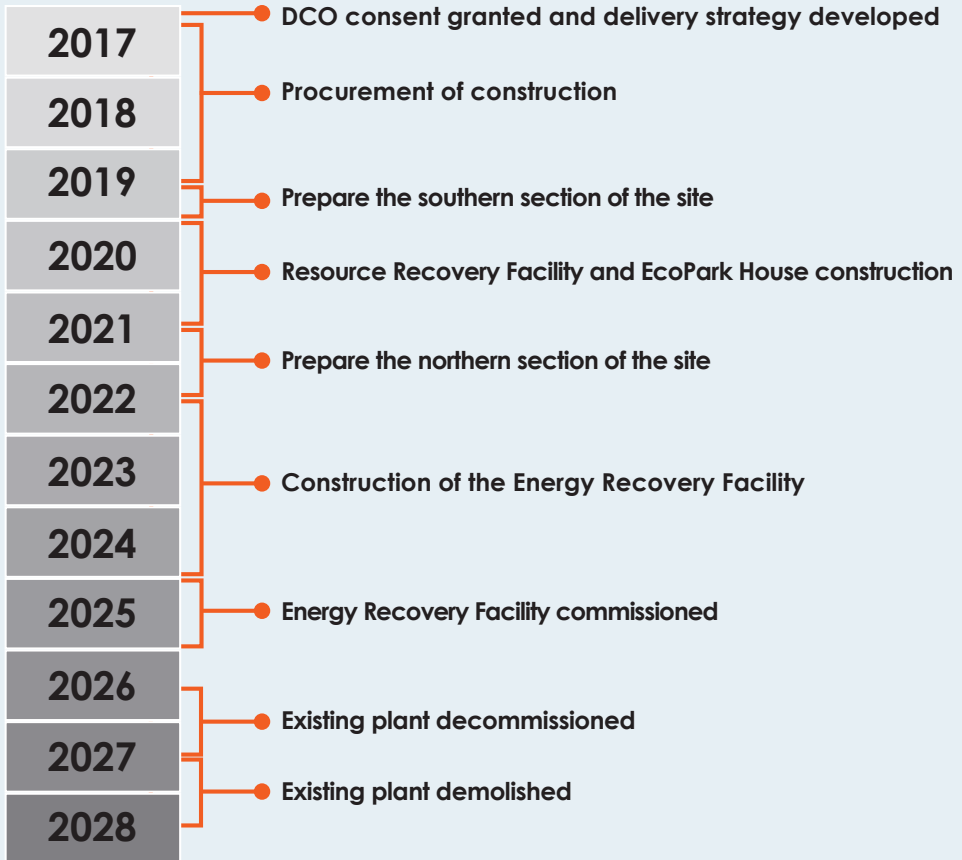 DCO consent granted and delivery strategy developed
2017
Procurement of construction
2018
2019
Prepare the southern section of the site
2020
Resource Recovery Facility and EcoPark House construction
2021
Prepare the northern section of the site
2022
2023
Construction of the Energy Recovery Facility
2024
2025
Energy Recovery Facility commissioned
2026
Existing plant decommissioned
2027
Existing plant demolished
2028